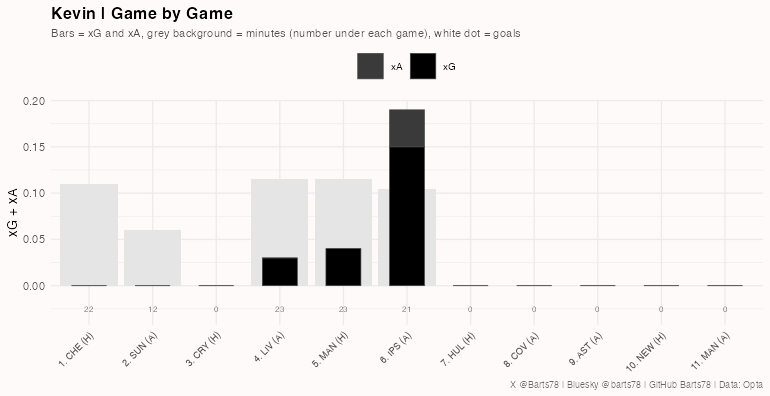 Kevin | Game by Game
Bars = xG and xA, grey background = minutes (number under each game), white dot = goals
xA xG
xG + xA
0.20
0.15
0.10
0.05
0.00
22 12 0 23 23 21 0 0 0 0 0
1. CHE (H)
2. SUN (A)
3. CRY (H)
4. LIV (A)
5. MAN (H)
6. IPS (A)
7. HUL (H)
8. COV (A)
9. AST (A)
10. NEW (H)
11. MAN (A)
X @Barts78 | Bluesky @barts78 | GitHub Barts78 | Data: Opta